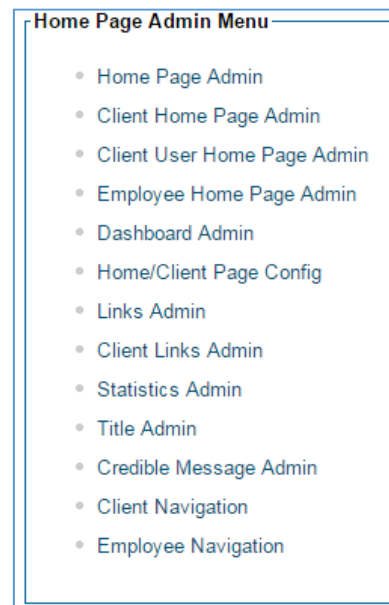 Home Page Admin Menu
Home Page Admin
Client Home Page Admin
Client User Home Page Admin
Employee Home Page Admin
Dashboard Admin
Home/Client Page Config
Links Admin
Client Links Admin
Statistics Admin
Title Admin
Credible Message Admin
Client Navigation
Employee Navigation